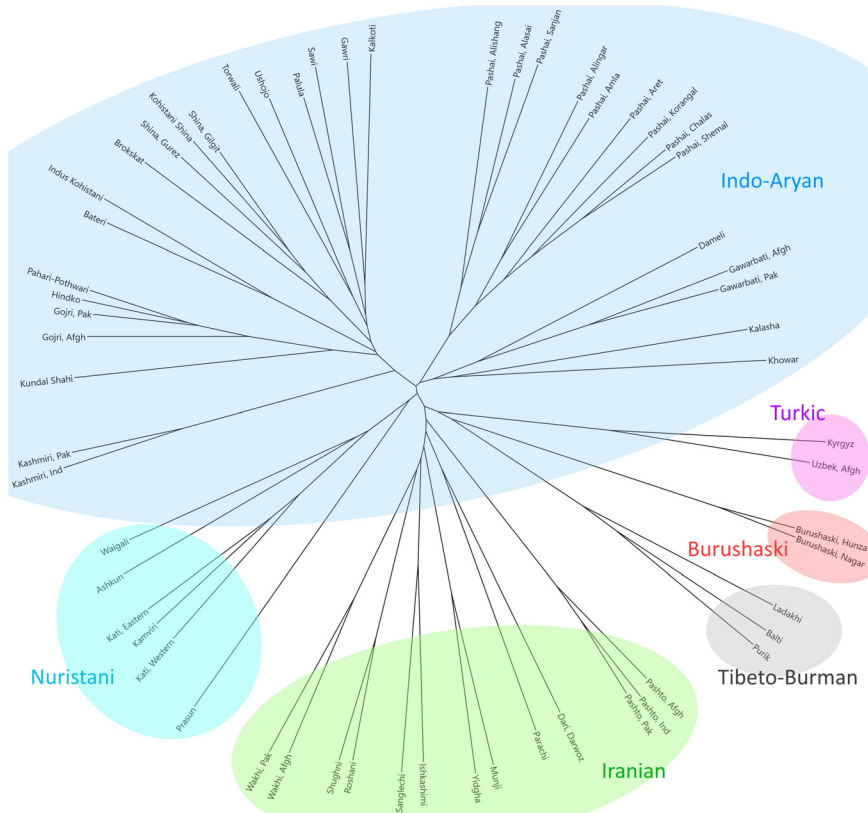 Kalkoti
Gawri
Sawi
Palula
Ushojo
Torwali
Shina, Gilgit
Kohistani Shina
Shina, Gurez
Brokskat
Indus Kohistani
Bateri
Pahari-Pothwari
Hindko
Gojri, Pak
Gojri, Afgh
Kundal Shahi
Kashmiri, Pak
Kashmiri, Ind
Pashai, Alishang
Pashai, Alasai
Pashai, Sanjan
Pashai, Alingar
Pashai, Amla
Pashai, Aret
Pashai, Korangal
Pashai, Chalas
Pashai, Shemal
Indo-Aryan
Dameli
Gawarbati, Afgh
Gawarbati, Pak
Kalasha
Khowar
Turkic
Kyrgyz
Uzbek, Afgh
Burushaski
Burushaski, Hunza
Burushaski, Nagar
Ladakhi
Balti
Purik
Tibeto-Burman
Waigali
Ashkun
Kati, Eastern
Kamviri
Kati, Western
Prasun
Nuristani
Wakhi, Pak
Wakhi, Afgh
Shughni
Roshani
Sanglechi
Ishkashimi
Yidgha
Munji
Parachi
Dari, Darwoz
Pashto, Pak
Pashto, Ind
Pashto, Afgh
Iranian